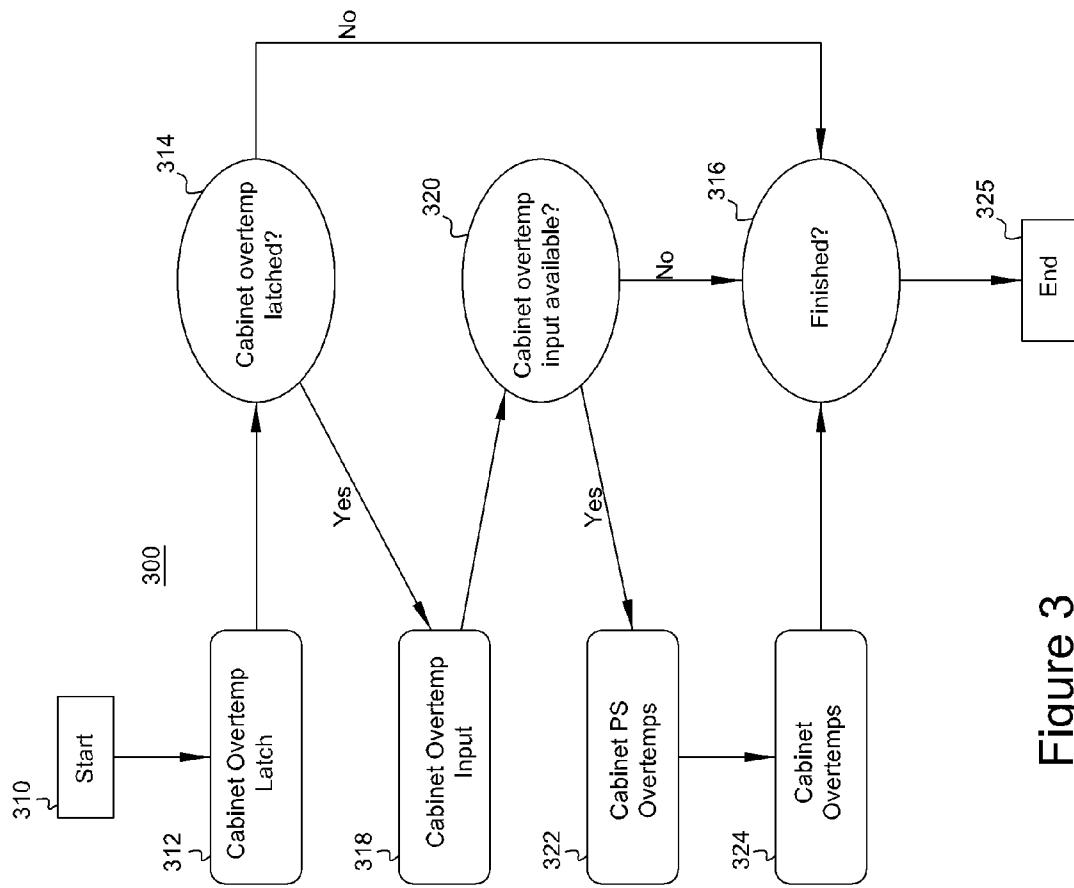 300
310
Start
312
Cabinet Overtemp
Latch
314
Cabinet overtemp
latched?
No
Yes
318
Cabinet Overtemp
Input
320
Cabinet overtemp
input available?
No
Yes
322
Cabinet PS
Overtemps
324
Cabinet
Overtemps
316
Finished?
325
End
Figure 3